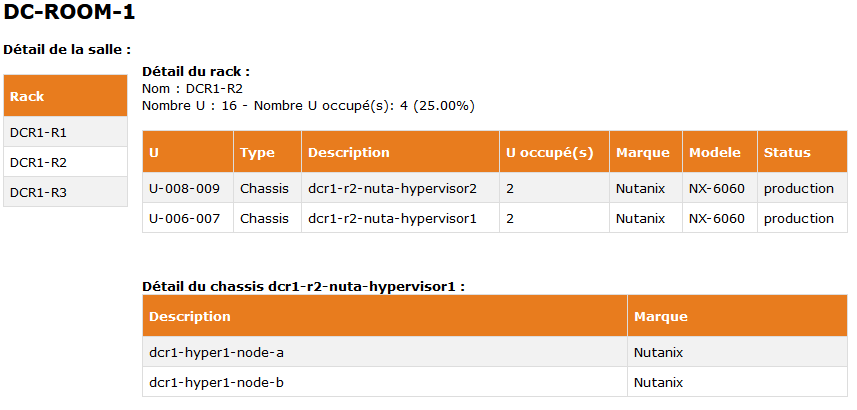 DC-ROOM-1
Détail de la salle :
Rack
DCR1-R1
DCR1-R2
DCR1-R3
Détail du rack :
Nom : DCR1-R2
Nombre U : 16 - Nombre U occupé(s): 4 (25.00%)
U Type Description U occupé(s) Marque Modele Status
U-008-009 Chassis dcr1-r2-nuta-hypervisor2 2 Nutanix NX-6060 production
U-006-007 Chassis dcr1-r2-nuta-hypervisor1 2 Nutanix NX-6060 production
Détail du chassis dcr1-r2-nuta-hypervisor1 :
Description Marque
dcr1-hyper1-node-a Nutanix
dcr1-hyper1-node-b Nutanix